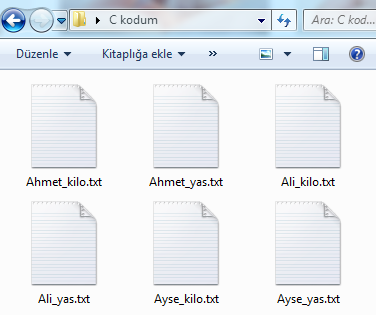 C kodum
Ara: C kod...
Düzenle Kitaplığa ekle »
Ahmet_kilo.txt Ahmet_yas.txt Ali_kilo.txt
Ali_yas.txt Ayse_kilo.txt Ayse_yas.txt